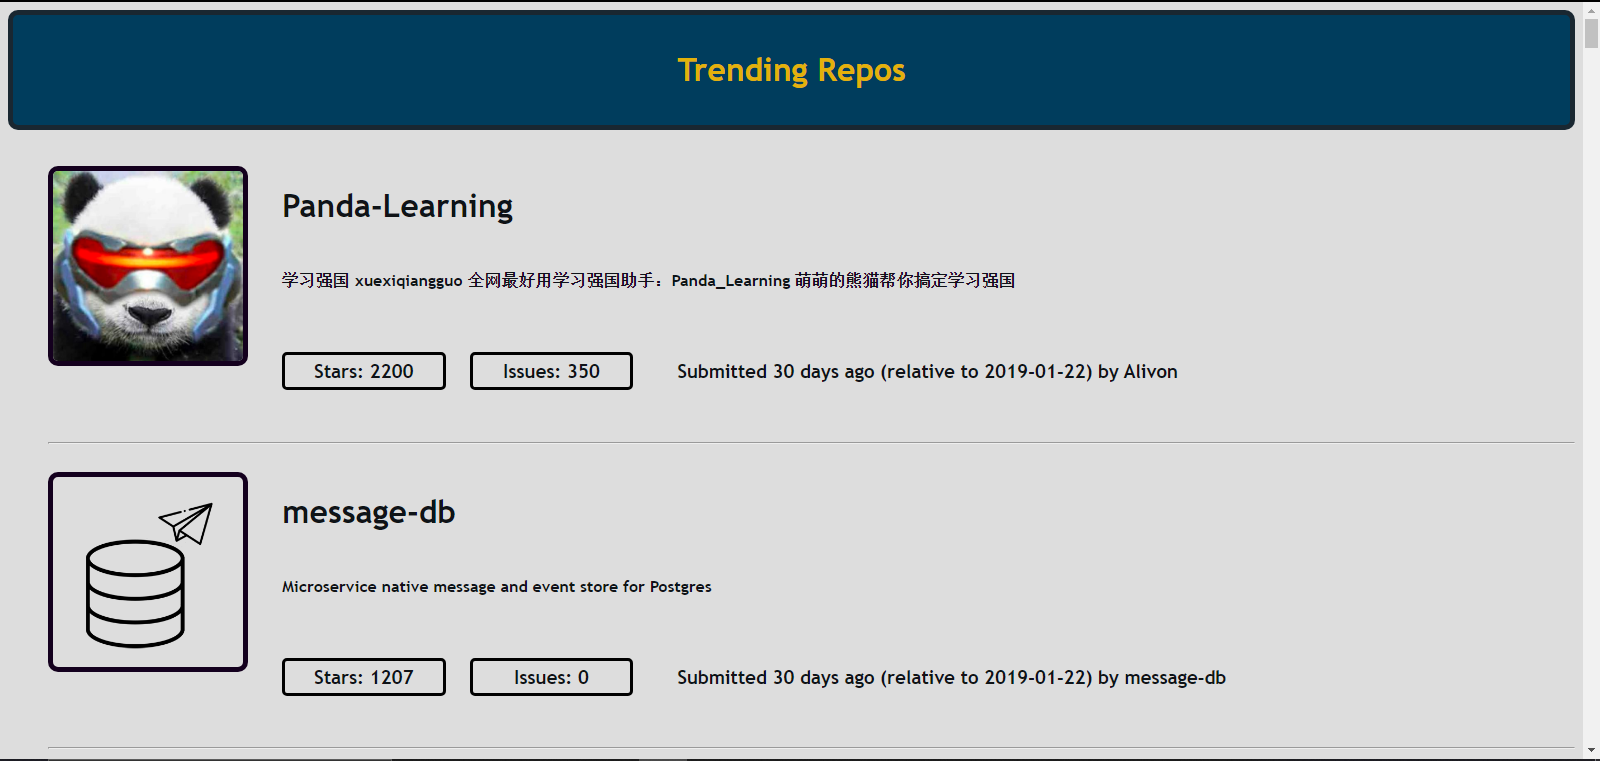 Trending Repos
Panda-Learning
学习强国 xuexiqiangguo 全网最好用学习强国助手：Panda_Learning 萌萌的熊猫帮你搞定学习强国
Stars: 2200 Issues: 350 Submitted 30 days ago (relative to 2019-01-22) by Alivon
message-db
Microservice native message and event store for Postgres
Stars: 1207 Issues: 0 Submitted 30 days ago (relative to 2019-01-22) by message-db